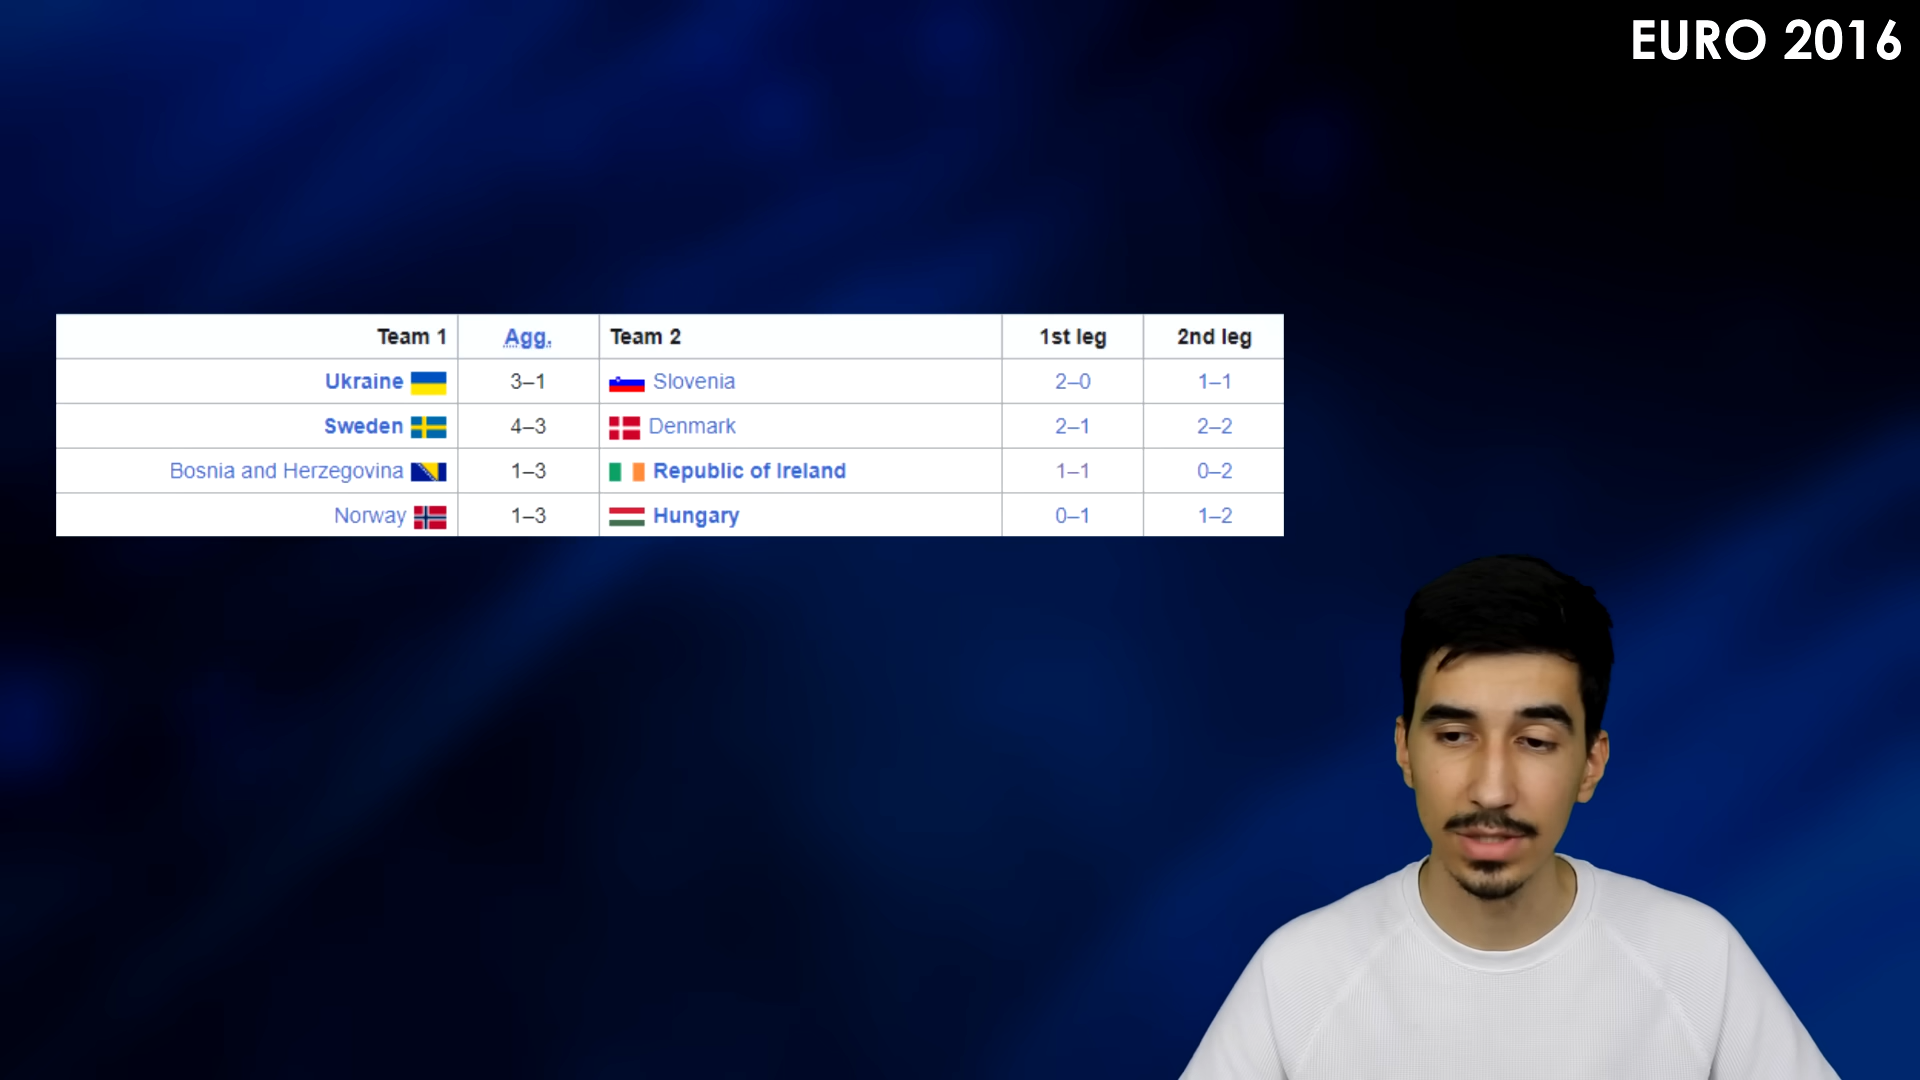 EURO 2016
Team 1 Agg. Team 2 1st leg 2nd leg
Ukraine 3–1 Slovenia 2–0 1–1
Sweden 4–3 Denmark 2–1 2–2
Bosnia and Herzegovina 1–3 Republic of Ireland 1–1 0–2
Norway 1–3 Hungary 0–1 1–2